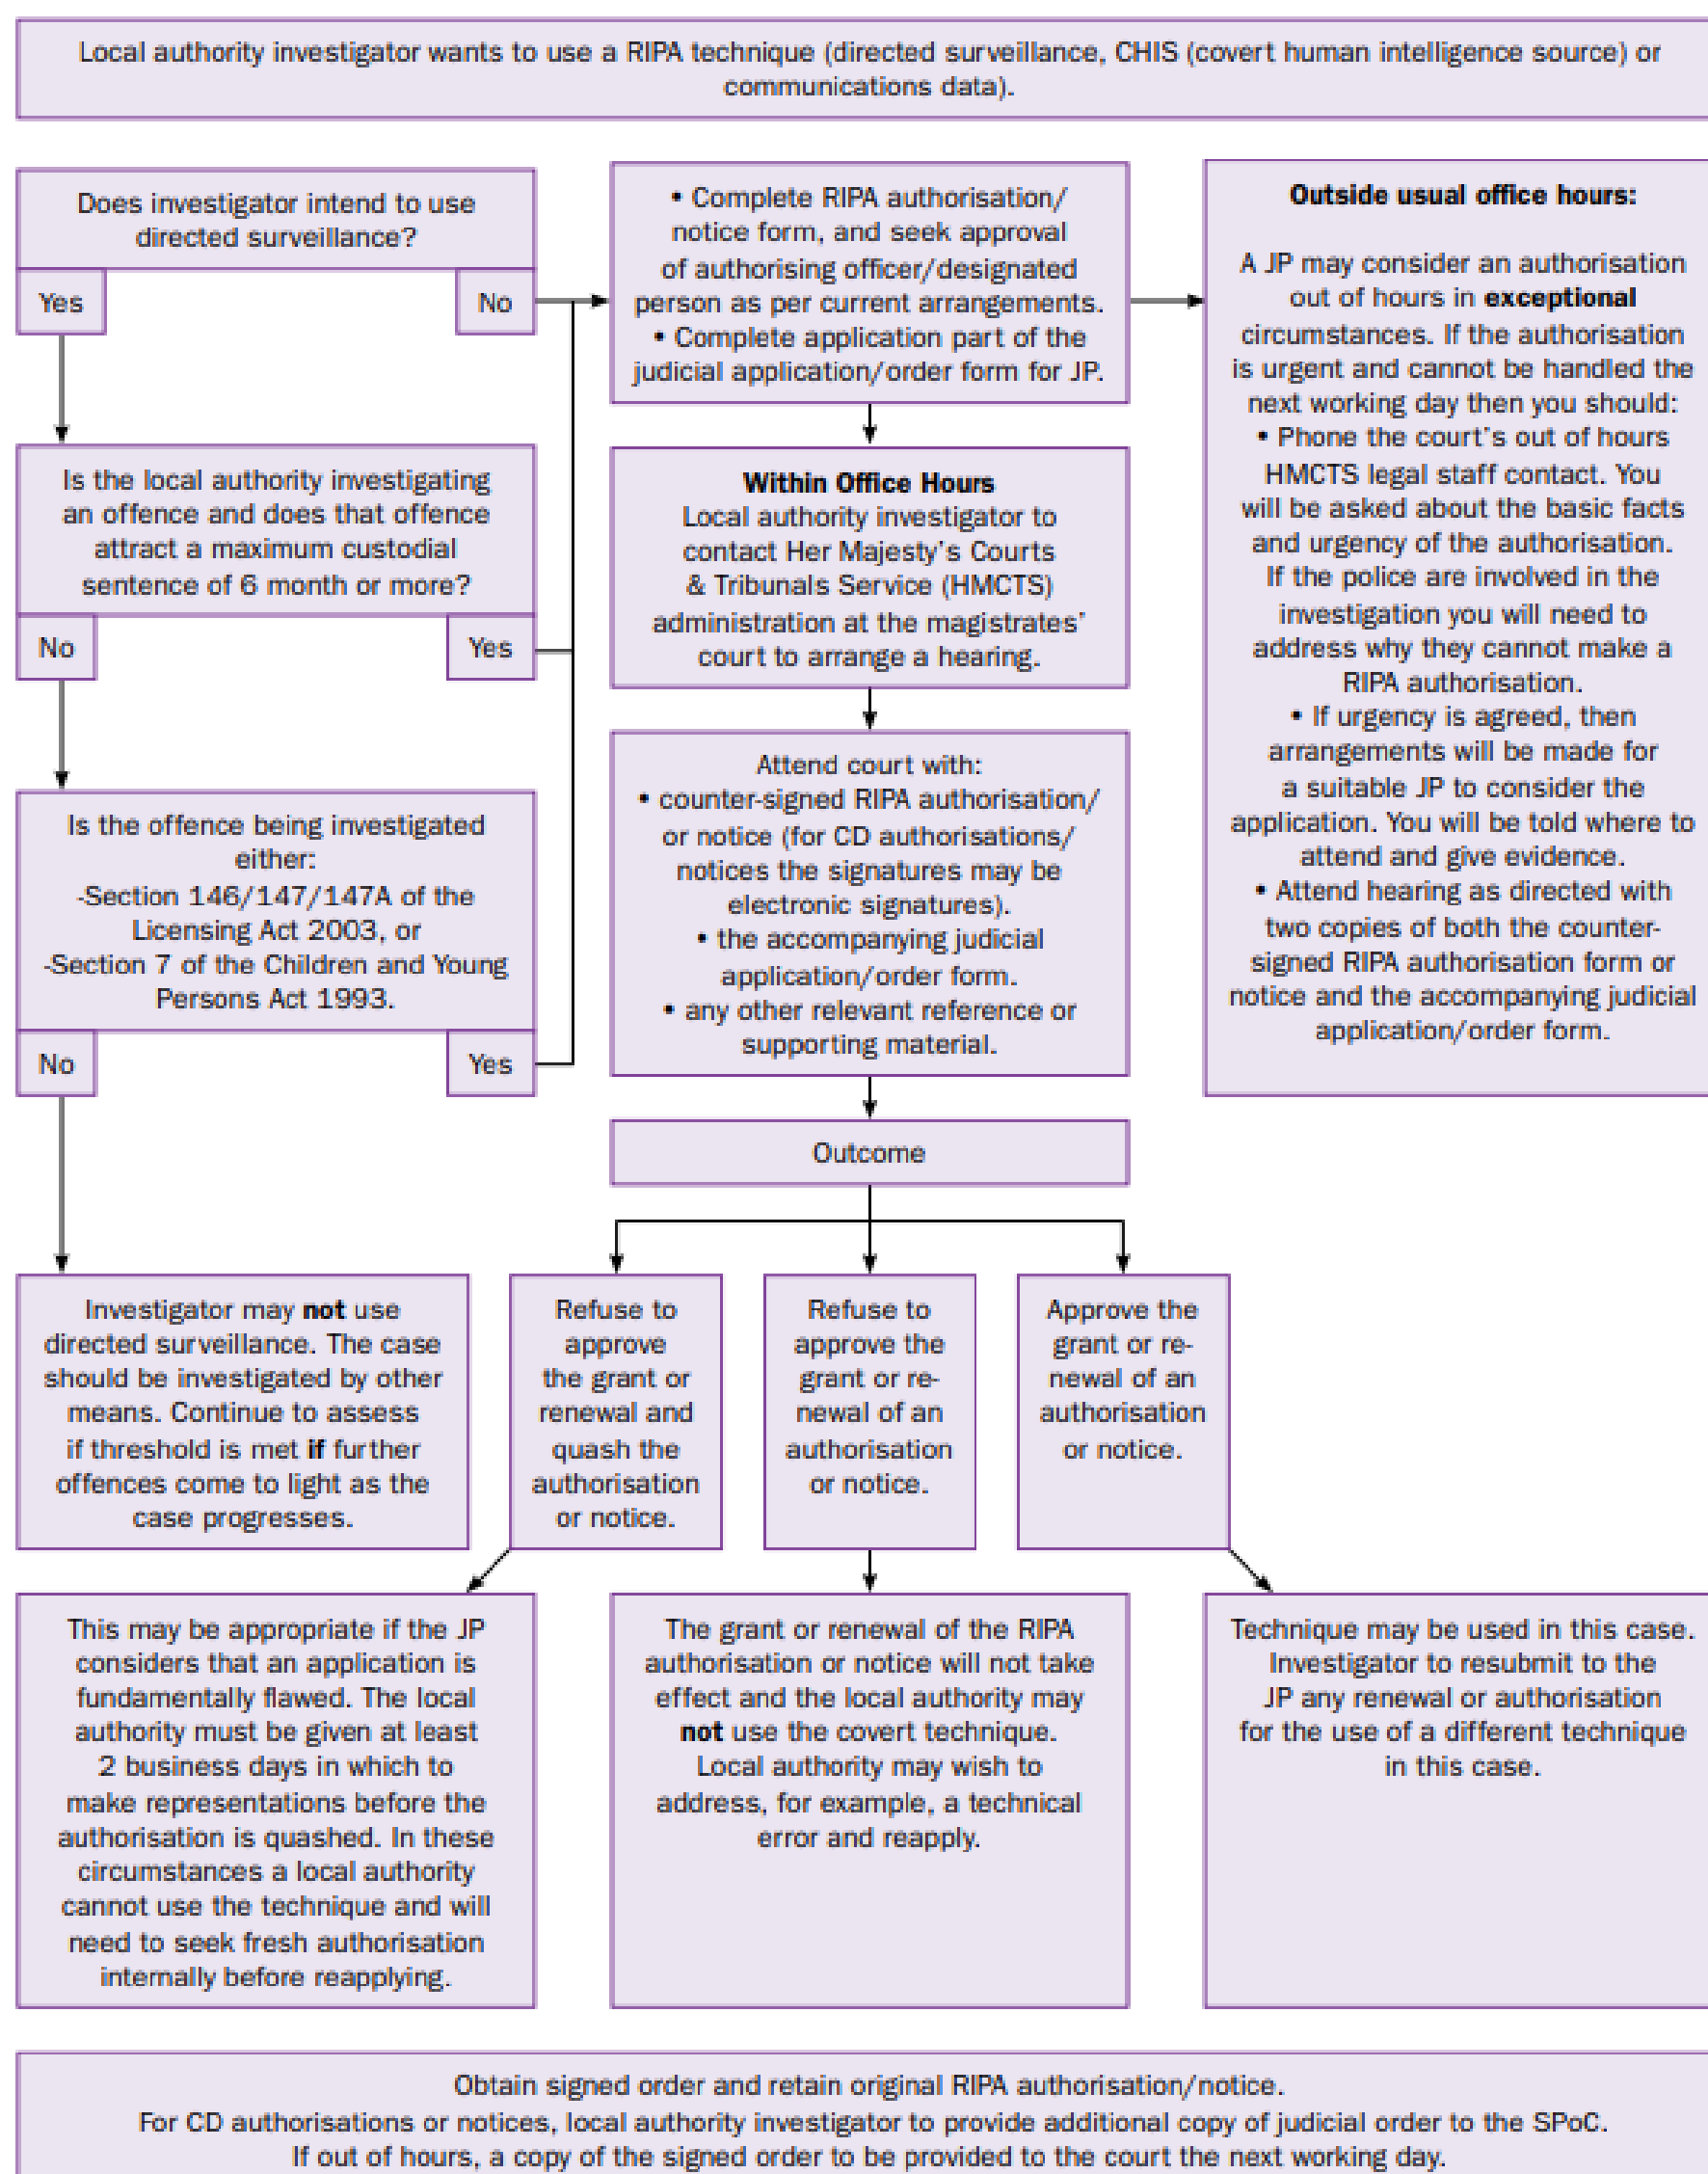 Local authority investigator wants to use a RIPA technique (directed surveillance, CHIS (covert human intelligence source) or
communications data).
Does investigator intend to use
directed surveillance?
Yes
No
Is the local authority investigating
an offence and does that offence
attract a maximum custodial
sentence of 6 month or more?
No
Yes
Is the offence being investigated
either:
-Section 146/147/147A of the
Licensing Act 2003, or
-Section 7 of the Children and Young
Persons Act 1993.
No
Yes
• Complete RIPA authorisation/
notice form, and seek approval
of authorising officer/designated
person as per current arrangements.
• Complete application part of the
judicial application/order form for JP.
Within Office Hours
Local authority investigator to
contact Her Majesty's Courts
& Tribunals Service (HMCTS)
administration at the magistrates'
court to arrange a hearing.
Attend court with:
• counter-signed RIPA authorisation/
or notice (for CD authorisations/
notices the signatures may be
electronic signatures).
• the accompanying judicial
application/order form.
• any other relevant reference or
supporting material.
Outside usual office hours:
A JP may consider an authorisation
out of hours in exceptional
circumstances. If the authorisation
is urgent and cannot be handled the
next working day then you should:
• Phone the court's out of hours
HMCTS legal staff contact. You
will be asked about the basic facts
and urgency of the authorisation.
If the police are involved in the
investigation you will need to
address why they cannot make a
RIPA authorisation.
• If urgency is agreed, then
arrangements will be made for
a suitable JP to consider the
application. You will be told where to
attend and give evidence.
• Attend hearing as directed with
two copies of both the counter-
signed RIPA authorisation form or
notice and the accompanying judicial
application/order form.
Outcome
Investigator may not use
directed surveillance. The case
should be investigated by other
means. Continue to assess
if threshold is met if further
offences come to light as the
case progresses.
Refuse to
approve
the grant or
renewal and
quash the
authorisation
or notice.
Refuse to
approve the
grant or re-
newal of an
authorisation
or notice.
Approve the
grant or re-
newal of an
authorisation
or notice.
This may be appropriate if the JP
considers that an application is
fundamentally flawed. The local
authority must be given at least
2 business days in which to
make representations before the
authorisation is quashed. In these
circumstances a local authority
cannot use the technique and will
need to seek fresh authorisation
internally before reapplying.
The grant or renewal of the RIPA
authorisation or notice will not take
effect and the local authority may
not use the covert technique.
Local authority may wish to
address, for example, a technical
error and reapply.
Technique may be used in this case.
Investigator to resubmit to the
JP any renewal or authorisation
for the use of a different technique
in this case.
Obtain signed order and retain original RIPA authorisation/notice.
For CD authorisations or notices, local authority investigator to provide additional copy of judicial order to the SPoC.
If out of hours, a copy of the signed order to be provided to the court the next working day.